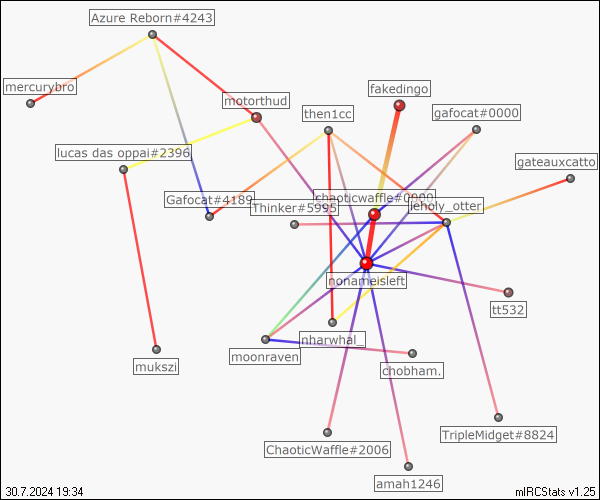 Azure Reborn#4243
mercurybro
fakedingo
motorthud
then1cc
gafocat#0000
lucas das oppai#2396
gateauxcatto
Gafocat#4189
chaoticwaffle#0000
Thinker#5995
jeholy_otter
nonameisleft
tt532
nharwhal_
moonraven
mukszi
chobham.
TripleMidget#8824
ChaoticWaffle#2006
amah1246
30.7.2024 19:34
mIRCStats v1.25